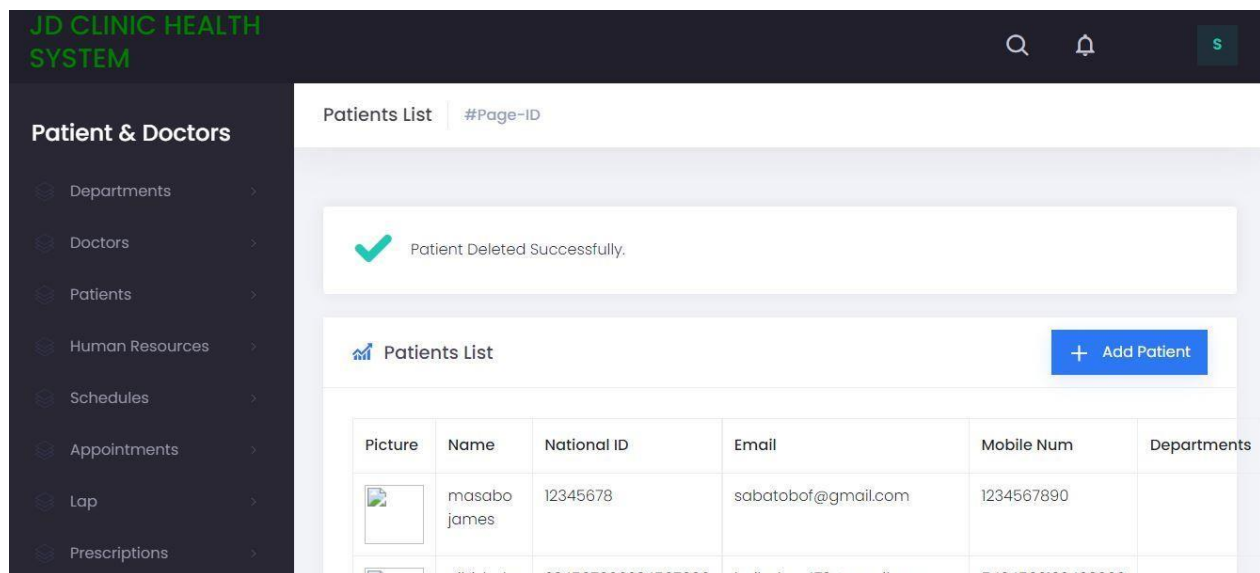 JD CLINIC HEALTH
SYSTEM
S
Patients List #Page-ID
Patient & Doctors
Departments
Doctors
Patients
Human Resources
Schedules
Appointments
Lap
Prescriptions
Patient Deleted Successfully.
Patients List
+ Add Patient
Picture Name National ID Email Mobile Num Departments
masabo 12345678 sabatobof@gmail.com 1234567890
james